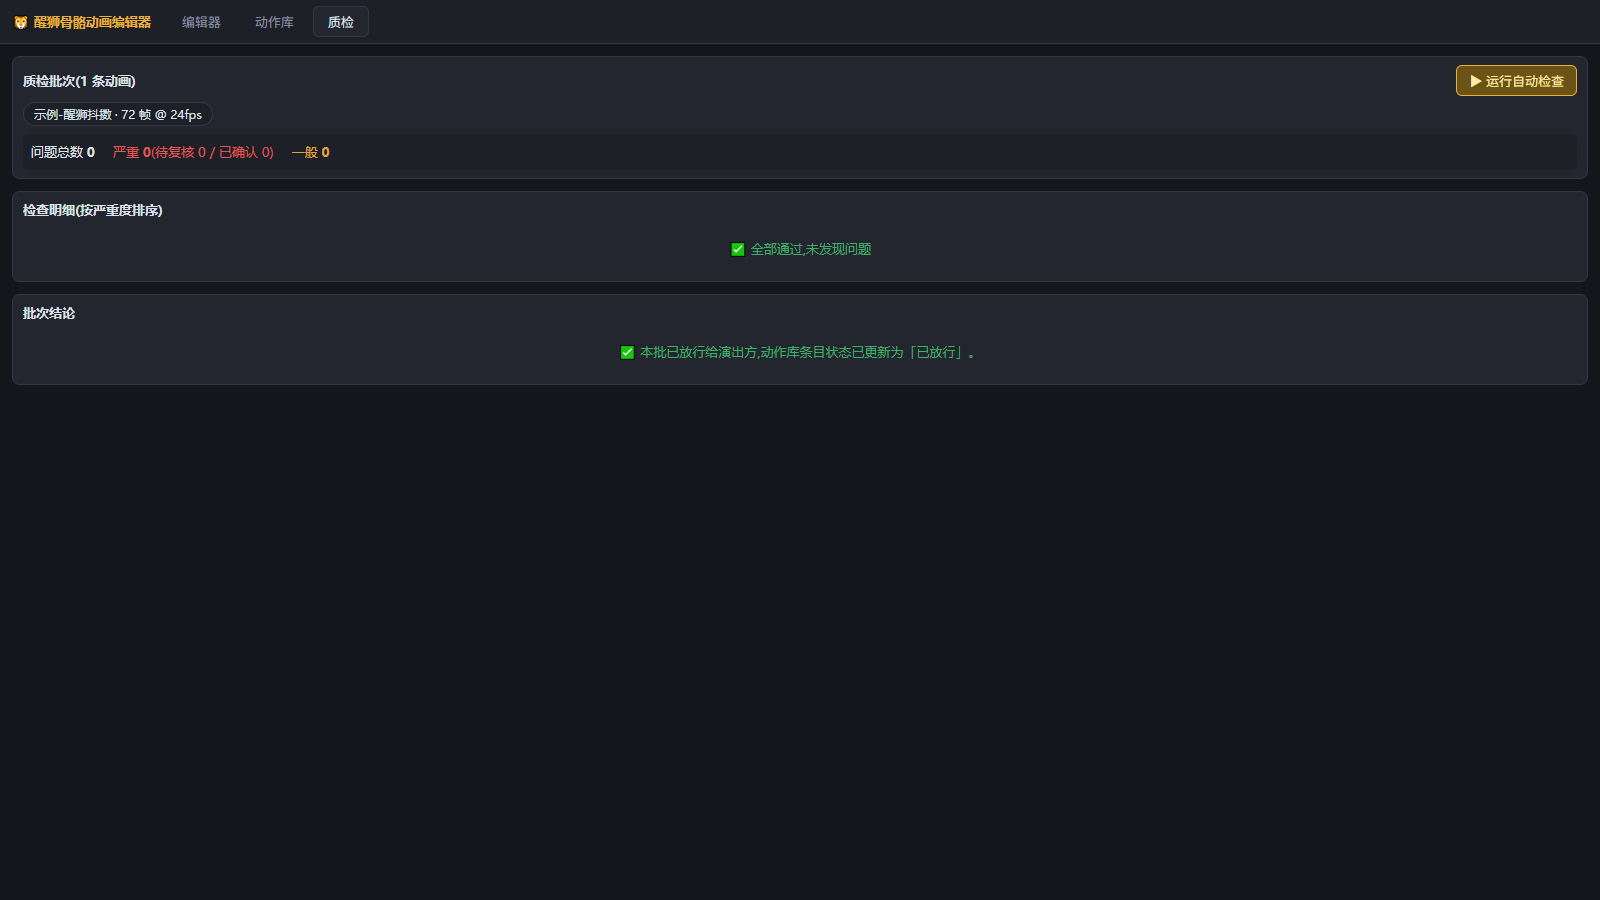 醒狮骨骼动画编辑器 编辑器 动作库 质检
质检批次(1 条动画) ▶ 运行自动检查
示例-醒狮抖擞 · 72 帧 @ 24fps
问题总数 0 严重 0(待复核 0 / 已确认 0) 一般 0
检查明细(按严重度排序)
✅ 全部通过,未发现问题
批次结论
✅ 本批已放行给演出方,动作库条目状态已更新为「已放行」。